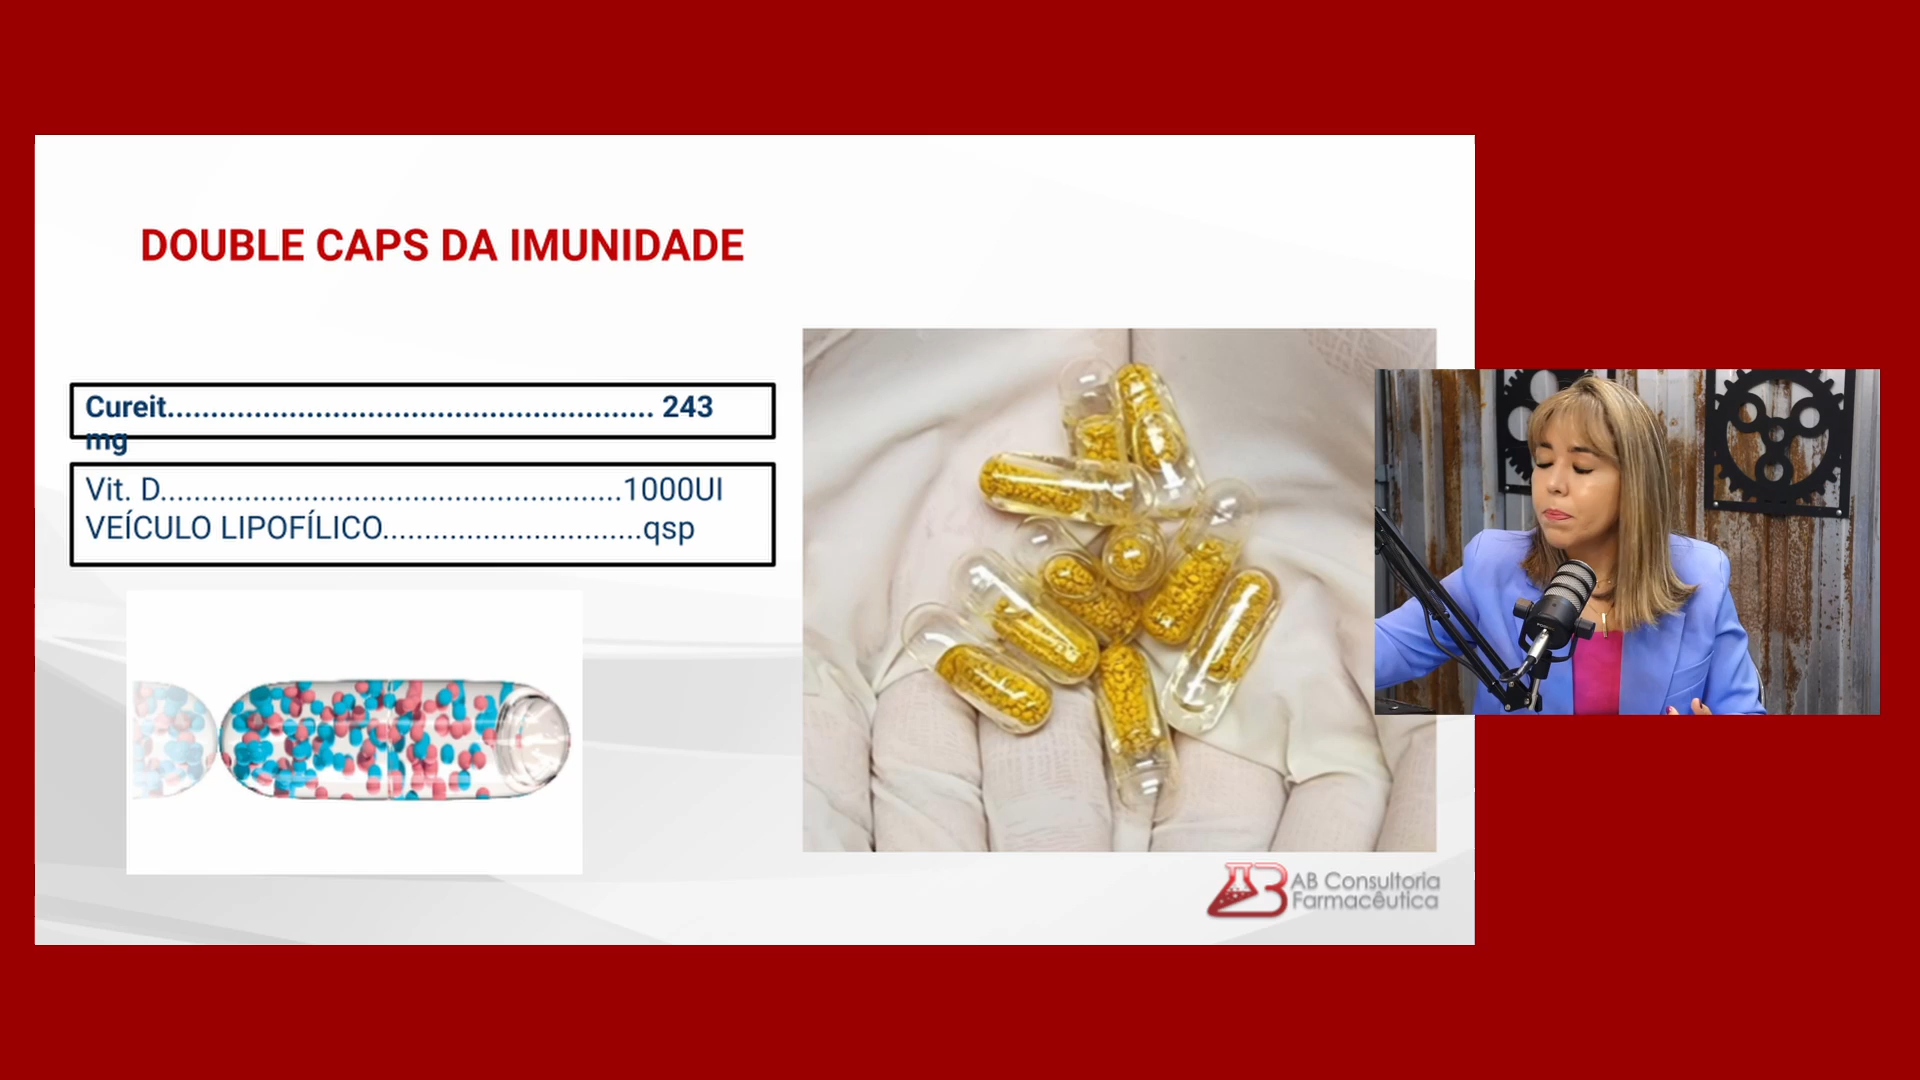 DOUBLE CAPS DA IMUNIDADE
Cureit........................................................ 243
mg
Vit. D.......................................................1000UI
VEÍCULO LIPOFÍLICO...............................qsp
AB Consultoria
Farmacêutica